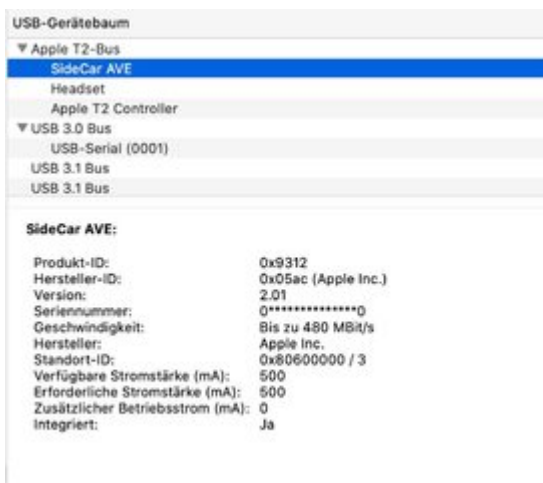 USB-Gerätebaum
▼ Apple T2-Bus
SideCar AVE
Headset
Apple T2 Controller
▼ USB 3.0 Bus
USB-Serial (0001)
USB 3.1 Bus
USB 3.1 Bus
SideCar AVE:
Produkt-ID: 0x9312
Hersteller-ID: 0x05ac (Apple Inc.)
Version: 2.01
Seriennummer: 0**************0
Geschwindigkeit: Bis zu 480 MBit/s
Hersteller: Apple Inc.
Standort-ID: 0x80600000 / 3
Verfügbare Stromstärke (mA): 500
Erforderliche Stromstärke (mA): 500
Zusätzlicher Betriebsstrom (mA): 0
Integriert: Ja